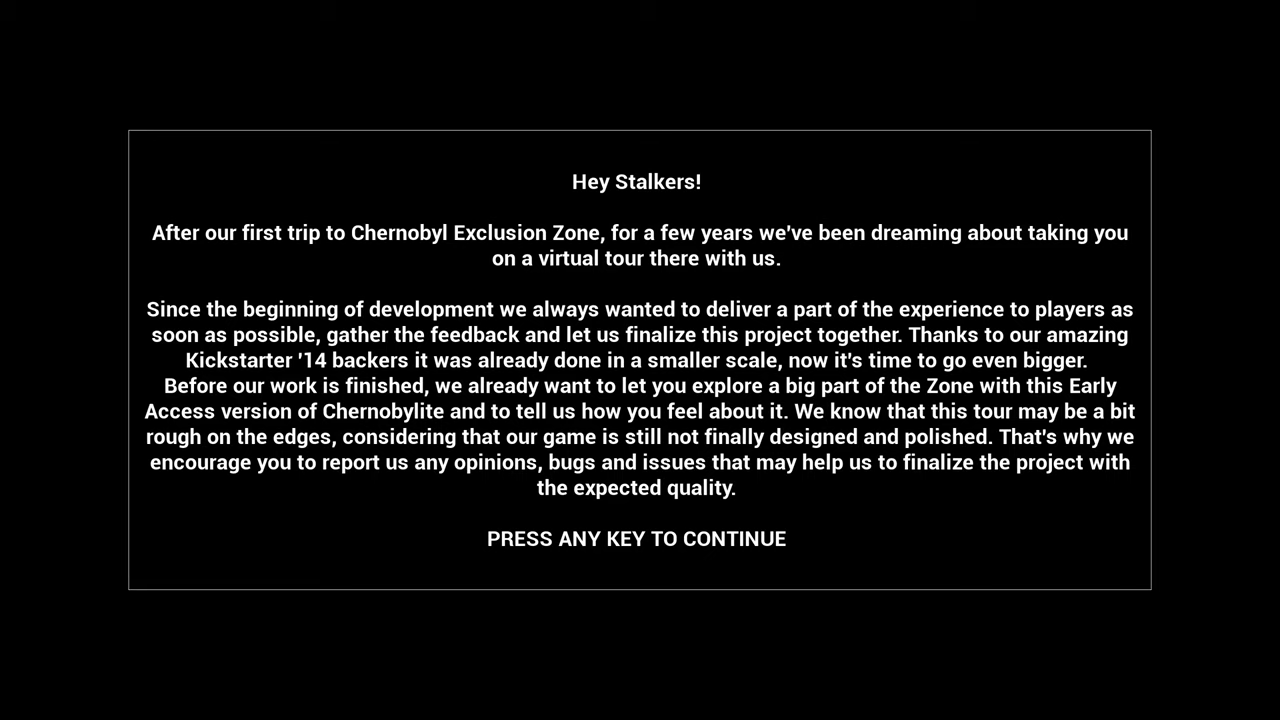 Hey Stalkers!
After our first trip to Chernobyl Exclusion Zone, for a few years we've been dreaming about taking you
on a virtual tour there with us.
Since the beginning of development we always wanted to deliver a part of the experience to players as
soon as possible, gather the feedback and let us finalize this project together. Thanks to our amazing
Kickstarter '14 backers it was already done in a smaller scale, now it's time to go even bigger.
Before our work is finished, we already want to let you explore a big part of the Zone with this Early
Access version of Chernobylite and to tell us how you feel about it. We know that this tour may be a bit
rough on the edges, considering that our game is still not finally designed and polished. That's why we
encourage you to report us any opinions, bugs and issues that may help us to finalize the project with
the expected quality.
PRESS ANY KEY TO CONTINUE